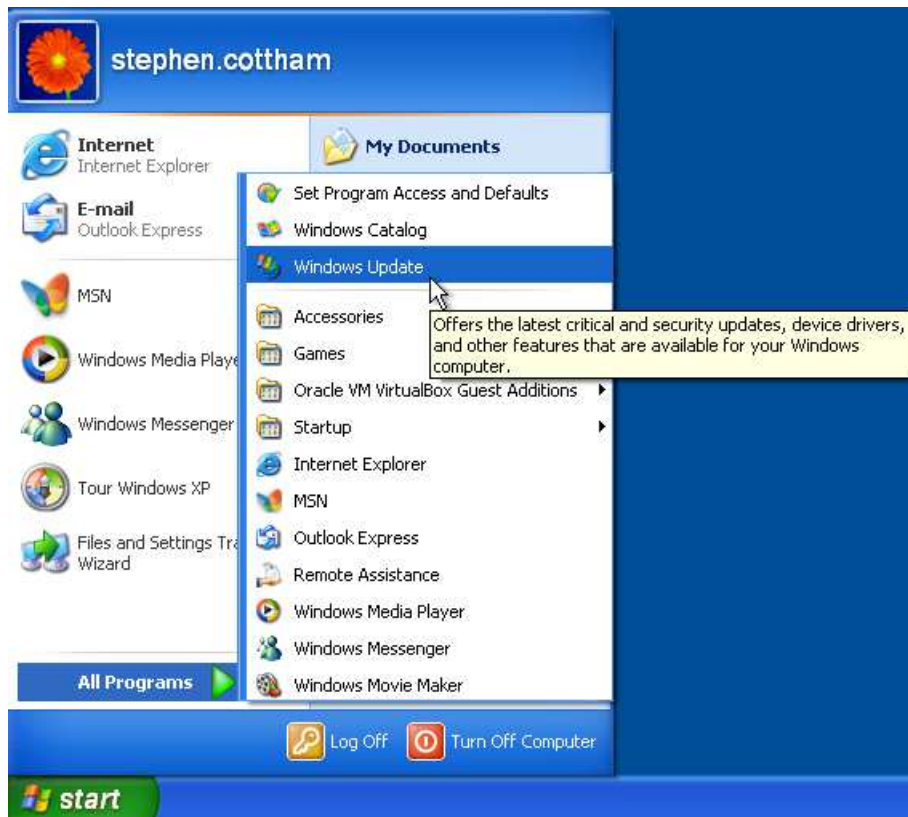 stephen.cottham
Internet
Internet Explorer
E-mail
Outlook Express
MSN
Windows Media Playe
Windows Messenger
Tour Windows XP
Files and Settings Tra
Wizard
All Programs
My Documents
Set Program Access and Defaults
Windows Catalog
Windows Update
Accessories
Games
Oracle VM VirtualBox Guest Additions
Startup
Internet Explorer
MSN
Outlook Express
Remote Assistance
Windows Media Player
Windows Messenger
Windows Movie Maker
Offers the latest critical and security updates, device drivers,
and other features that are available for your Windows
computer.
Log Off
Turn Off Computer
start